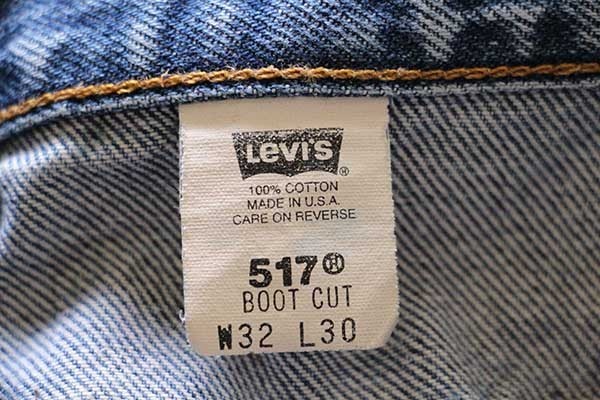 Levi's ®
100% COTTON
MADE IN U.S.A.
CARE ON REVERSE
517®
BOOT CUT
W32 L30